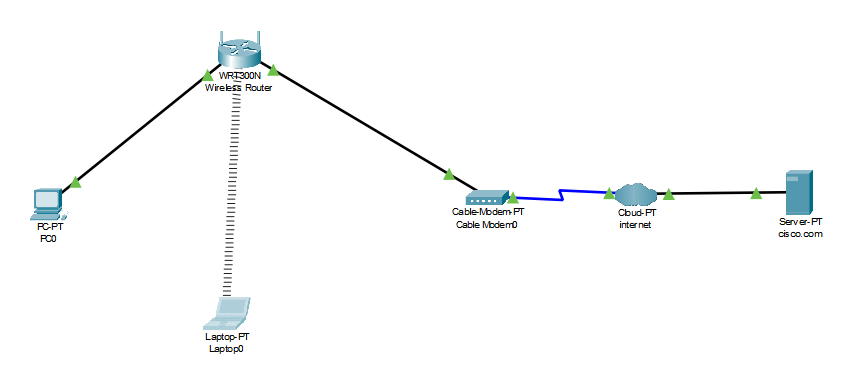 WRT300N
Wireless Router
PC-PT
PC0
Cable-Modem-PT
Cable Modem0
Cloud-PT
internet
Server-PT
cisco.com
Laptop-PT
Laptop0